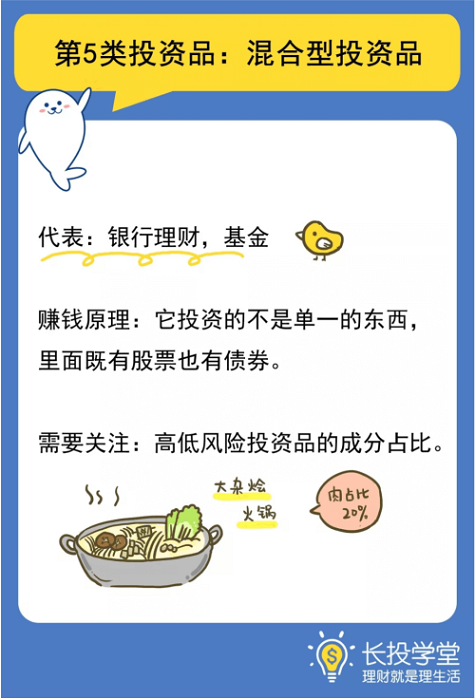 第5类投资品：混合型投资品
代表：银行理财，基金
赚钱原理：它投资的不是单一的东西，
里面既有股票也有债券。
需要关注：高低风险投资品的成分占比。
大杂烩
火锅
肉占比
20%
$
长投学堂
理财就是理生活